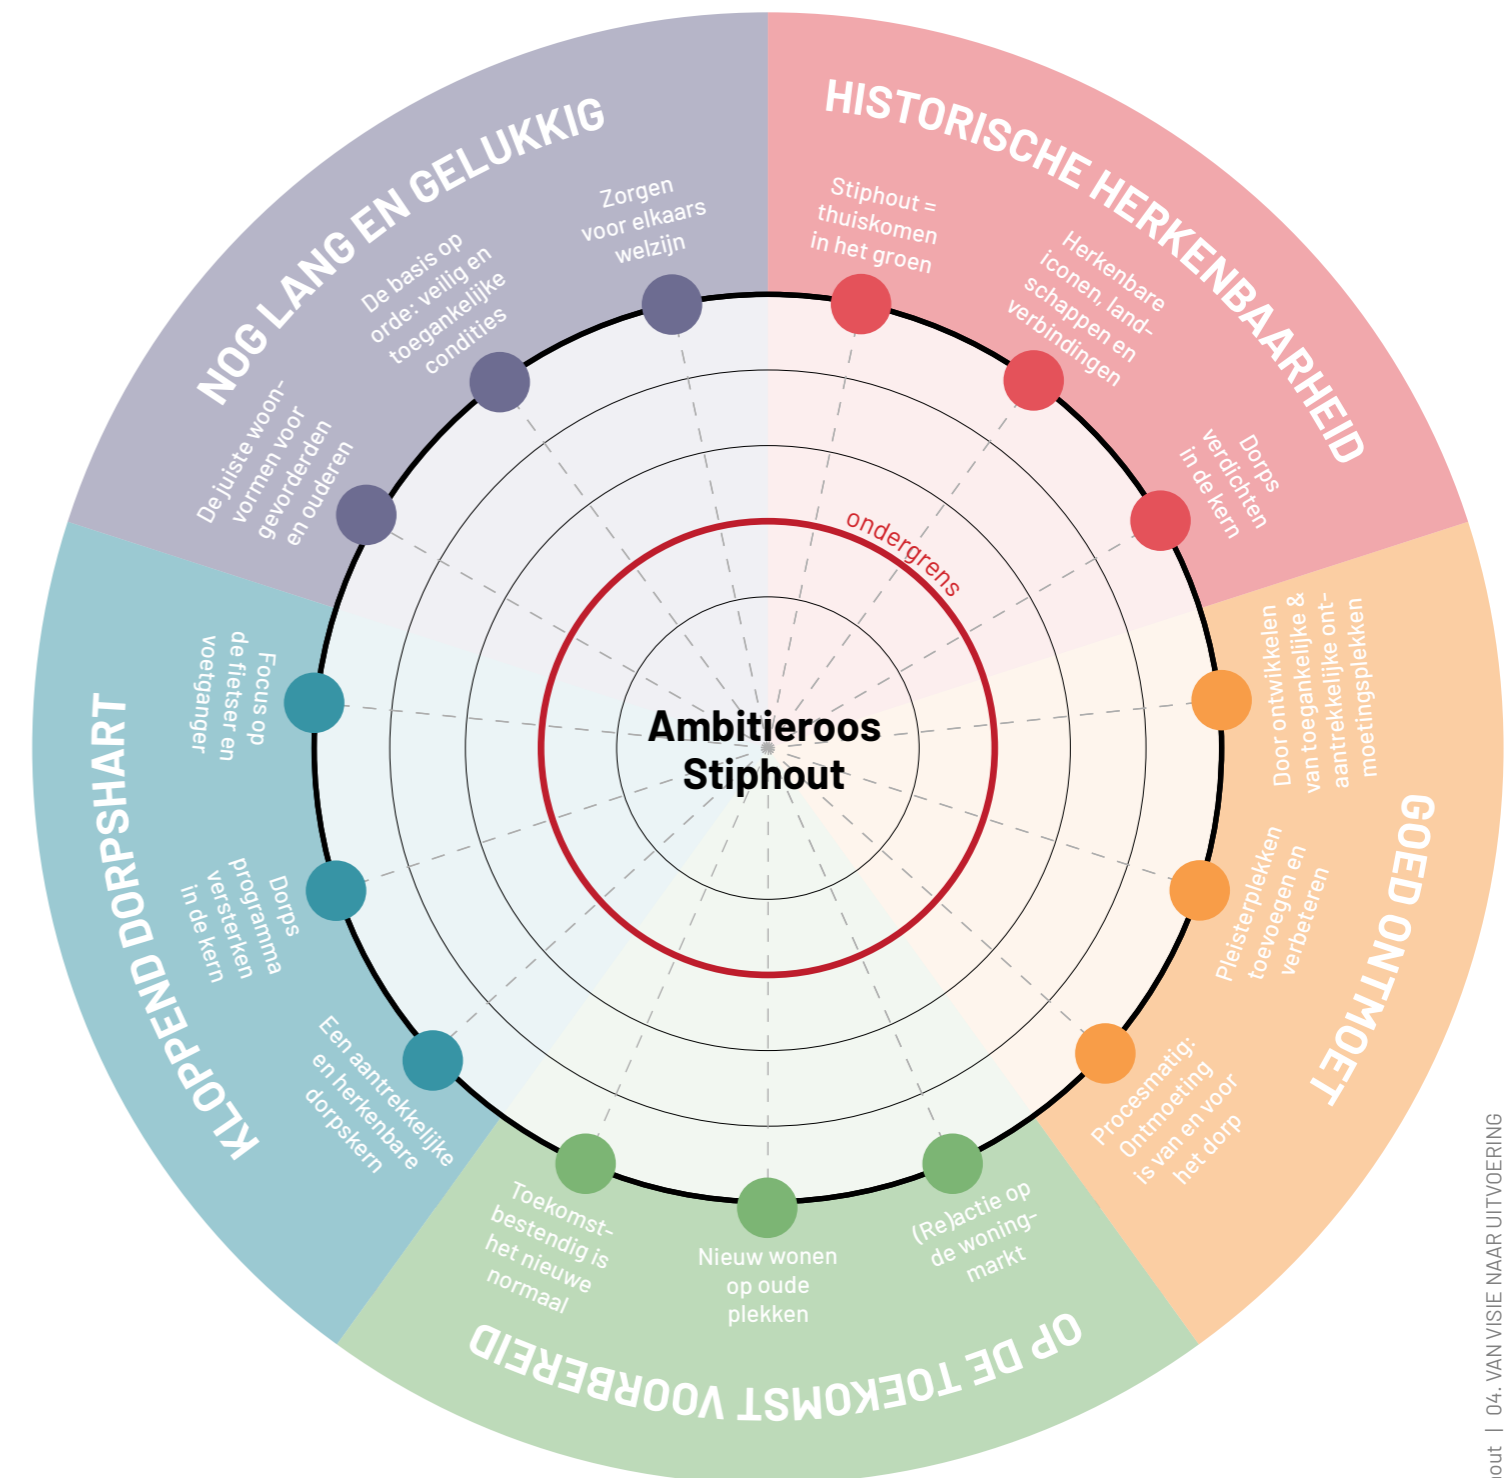 HISTORISCHE HERKENBAARHEID
Stiphout =
thuiskomen
in het groen
Herkenbare
iconen, land-
schappen en
verbindingen
Dorps
verdichten
in de kern
GOED ONTMOET
Door ontwikkelen
van toegankelijke &
aantrekkelijke ont-
moetingsplekken
Pleisterplekken
toevoegen en
verbeteren
Procesmatig:
Ontmoeting
is van en voor
het dorp
OP DE TOEKOMST VOORBEREID
(Re)actie op
de woning-
markt
Nieuw wonen
op oude
plekken
Toekomst-
bestendig is
het nieuwe
normaal
KLOPPEND DORPSHART
Een aantrekkelijke
en herkenbare
dorpskern
Dorps
programma
versterken
in de kern
Focus op
de fietser en
voetganger
NOG LANG EN GELUKKIG
De juiste woon-
vormen voor
gevorderden
en ouderen
De basis op
orde: veilig en
toegankelijke
condities
Zorgen
voor elkaars
welzijn
ondergrens
Ambitieroos
Stiphout
| 04. VAN VISIE NAAR UITVOERING